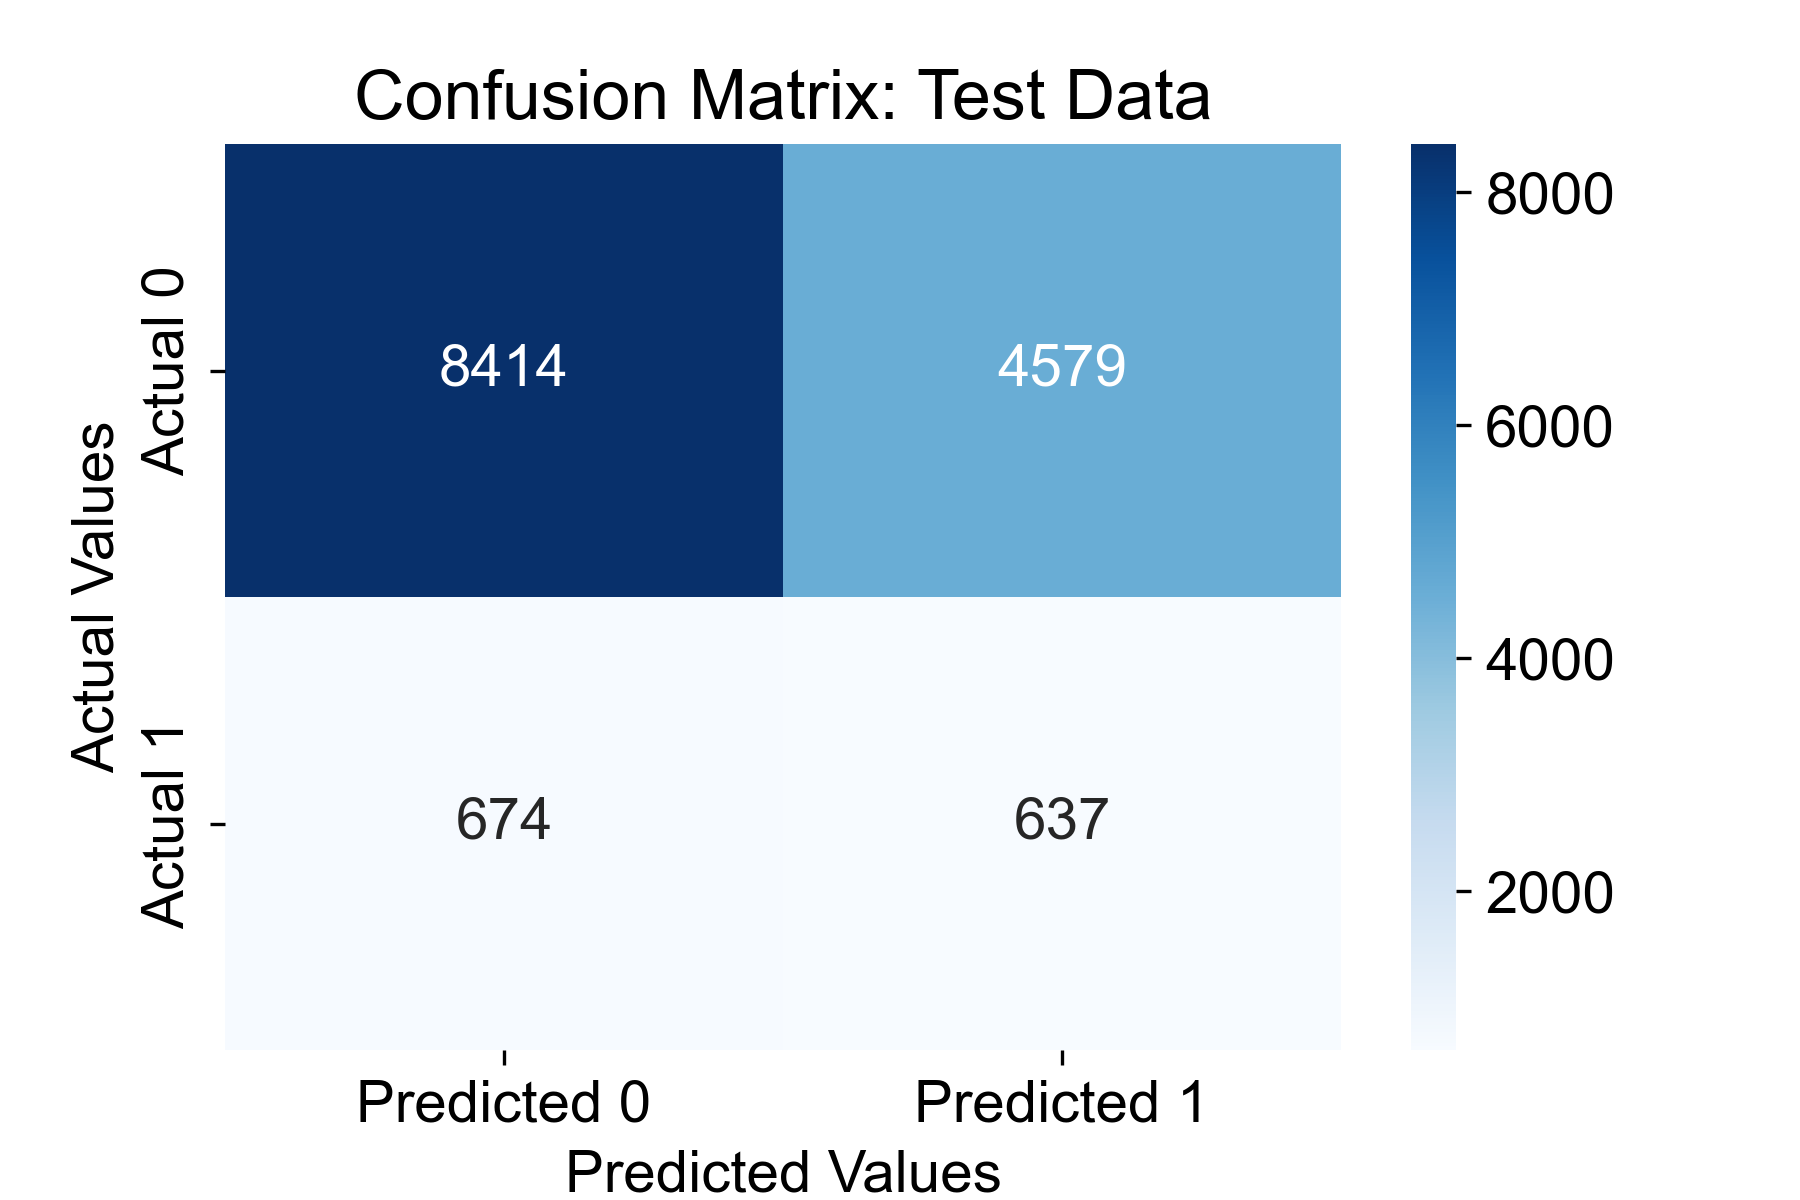 Confusion Matrix: Test Data
Actual Values
Actual 0
Actual 1
8414
4579
674
637
Predicted 0
Predicted 1
Predicted Values
8000
6000
4000
2000